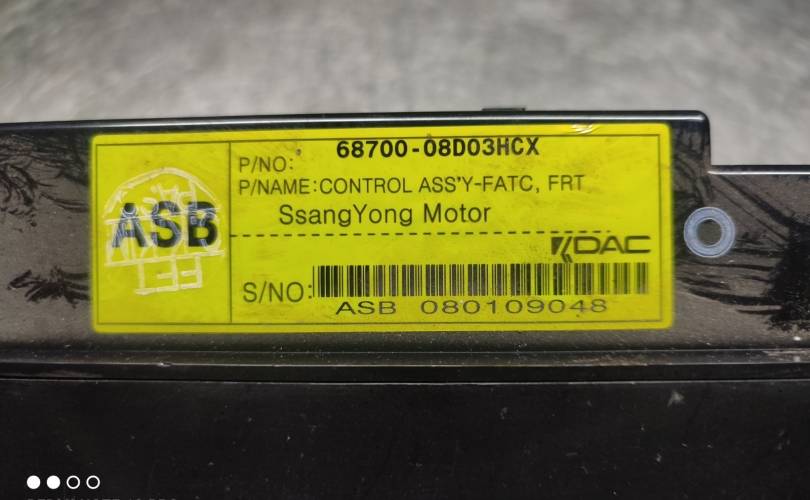 68700-08D03HCX
P/NO:
P/NAME:CONTROL ASS'Y-FATC, FRT
ASB
SsangYong Motor
DAC
S/NO:
ASB 080109048